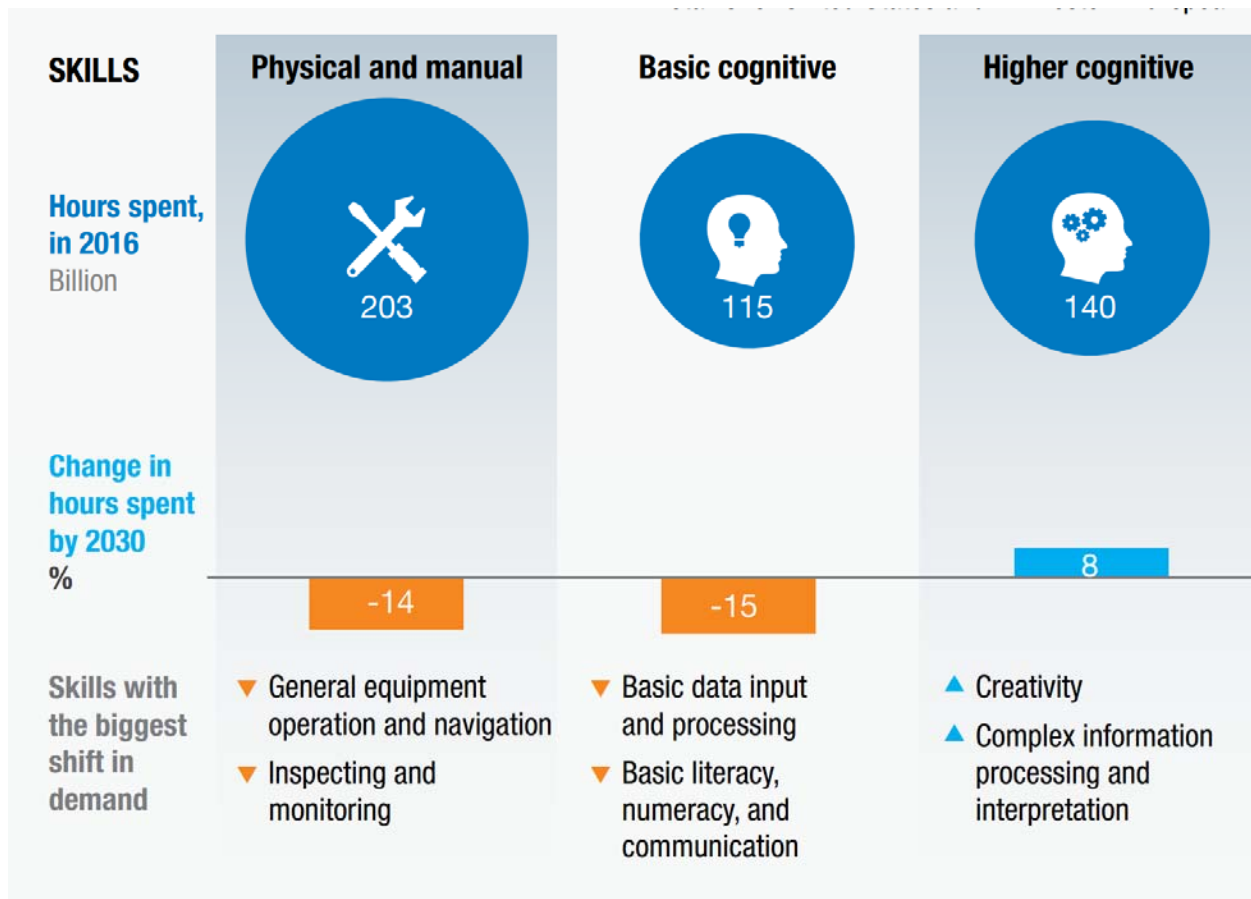 SKILLS
Physical and manual
Basic cognitive
Higher cognitive
Hours spent,
in 2016
Billion
203
115
140
Change in
hours spent
by 2030
%
-14
-15
8
Skills with
the biggest
shift in
demand
General equipment
operation and navigation
Inspecting and
monitoring
Basic data input
and processing
Basic literacy,
numeracy, and
communication
Creativity
Complex information
processing and
interpretation